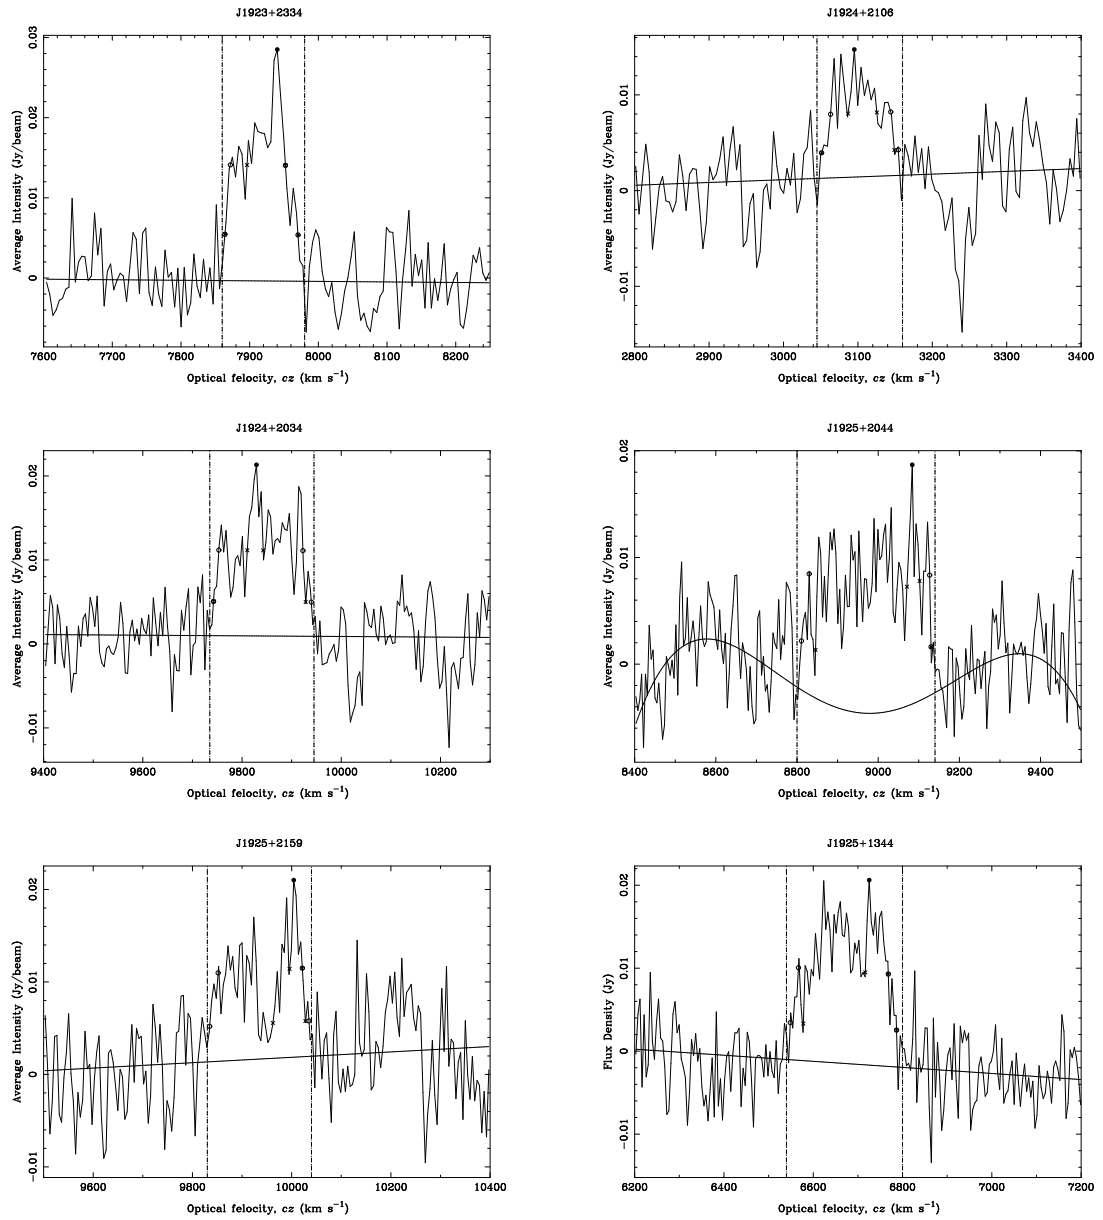 J1923+2334
Average Intensity (Jy/beam)
0 0.01 0.02 0.03
7600 7700 7800 7900 8000 8100 8200
Optical felocity, cz (km s⁻¹)
J1924+2106
Average Intensity (Jy/beam)
−0.01 0 0.01
2800 2900 3000 3100 3200 3300 3400
Optical felocity, cz (km s⁻¹)
J1924+2034
Average Intensity (Jy/beam)
−0.01 0 0.01 0.02
9400 9600 9800 10000 10200
Optical felocity, cz (km s⁻¹)
J1925+2044
Average Intensity (Jy/beam)
0 0.01 0.02
8400 8600 8800 9000 9200 9400
Optical felocity, cz (km s⁻¹)
J1925+2159
Average Intensity (Jy/beam)
−0.01 0 0.01 0.02
9600 9800 10000 10200 10400
Optical felocity, cz (km s⁻¹)
J1925+1344
Flux Density (Jy)
−0.01 0 0.01 0.02
6200 6400 6600 6800 7000 7200
Optical felocity, cz (km s⁻¹)